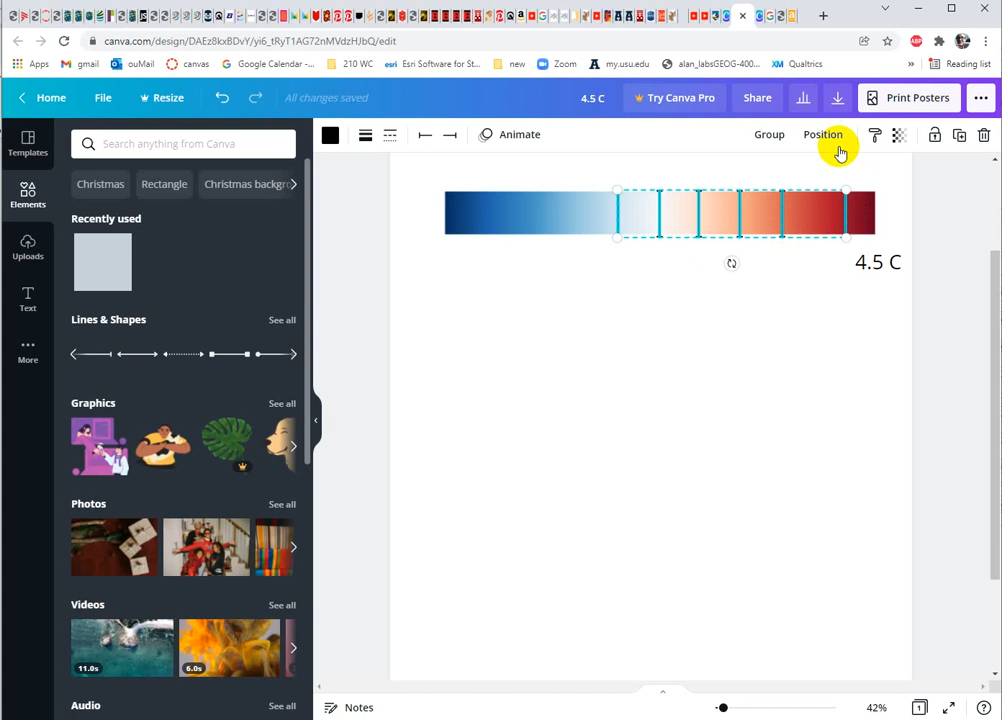 DAEz8kxBDvY/yi6_tRyT1AG72nMVdzHJbQ/edit
Apps gmail ouMail canvas Google Calendar -... 210 WC esri Esri Software for St... new Zoom my.usu.edu alan_labsGEOG-400... XM Qualtrics » Reading list
Home File Resize All changes saved 4.5 C Try Canva Pro Share Print Posters
Templates
Elements
Uploads
Text
More
Search anything from Canva
Christmas Rectangle Christmas backgro
Recently used
Lines & Shapes See all
Graphics See all
Photos See all
Videos See all
11.0s 6.0s
Audio See all
Animate Group Position
4.5 C
Notes 42% 1